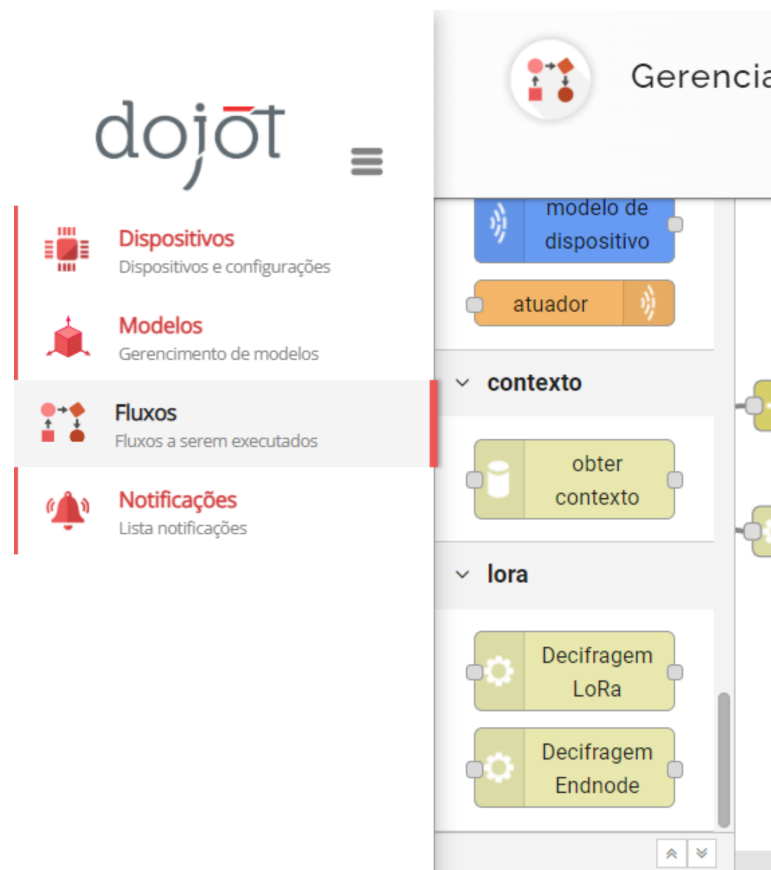 dojot
Dispositivos
Dispositivos e configurações
Modelos
Gerencimento de modelos
Fluxos
Fluxos a serem executados
Notificações
Lista notificações
Gerencia
modelo de
dispositivo
atuador
contexto
obter
contexto
lora
Decifragem
LoRa
Decifragem
Endnode